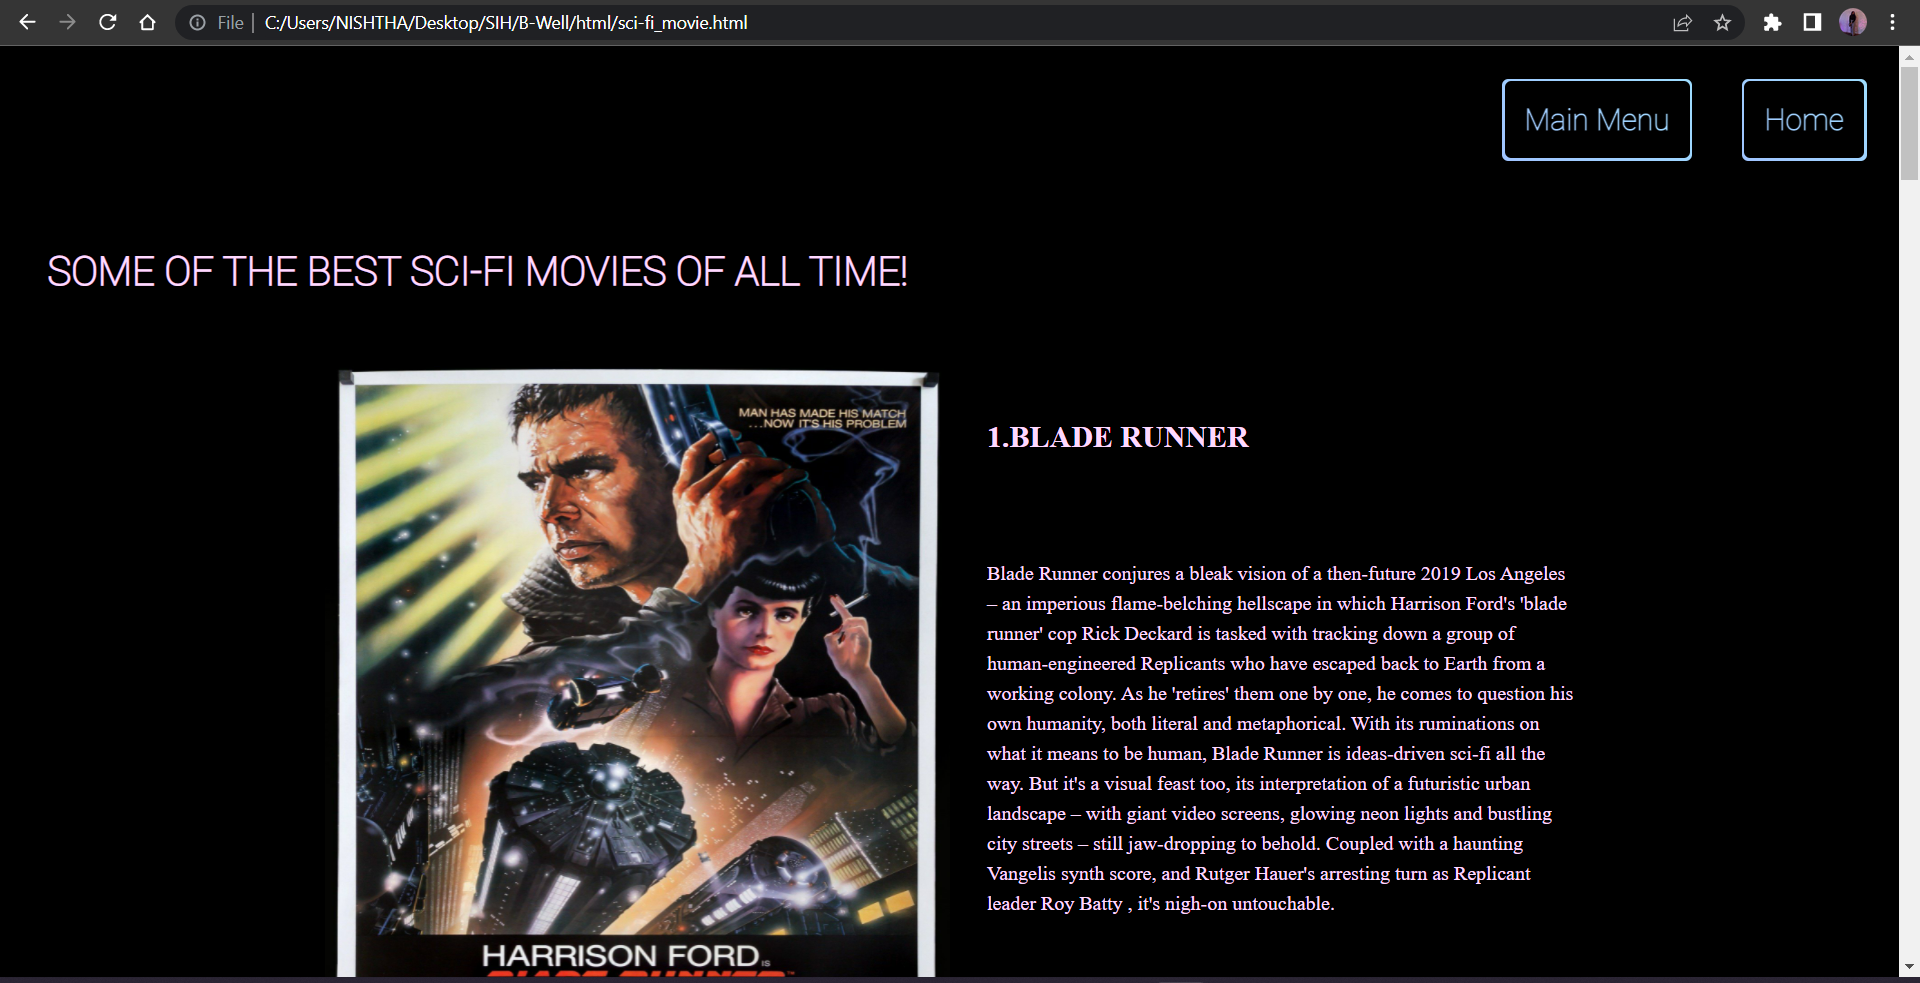 File | C:/Users/NISHTHA/Desktop/SIH/B-Well/html/sci-fi_movie.html
Main Menu
Home
SOME OF THE BEST SCI-FI MOVIES OF ALL TIME!
MAN HAS MADE HIS MATCH
...NOW IT'S HIS PROBLEM
1.BLADE RUNNER
Blade Runner conjures a bleak vision of a then-future 2019 Los Angeles
– an imperious flame-belching hellscape in which Harrison Ford's 'blade
runner' cop Rick Deckard is tasked with tracking down a group of
human-engineered Replicants who have escaped back to Earth from a
working colony. As he 'retires' them one by one, he comes to question his
own humanity, both literal and metaphorical. With its ruminations on
what it means to be human, Blade Runner is ideas-driven sci-fi all the
way. But it's a visual feast too, its interpretation of a futuristic urban
landscape – with giant video screens, glowing neon lights and bustling
city streets – still jaw-dropping to behold. Coupled with a haunting
Vangelis synth score, and Rutger Hauer's arresting turn as Replicant
leader Roy Batty , it's nigh-on untouchable.
HARRISON FORD IS
BLADE RUNNER™